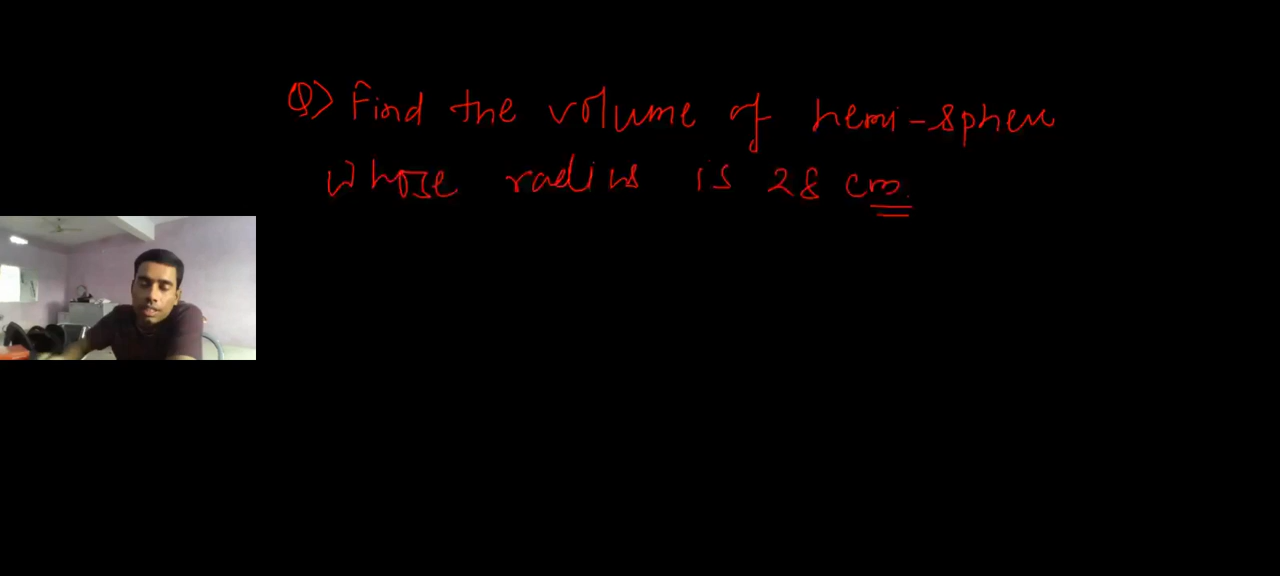 Q) Find the volume of hemi-sphere
whose radius is 28 cm.